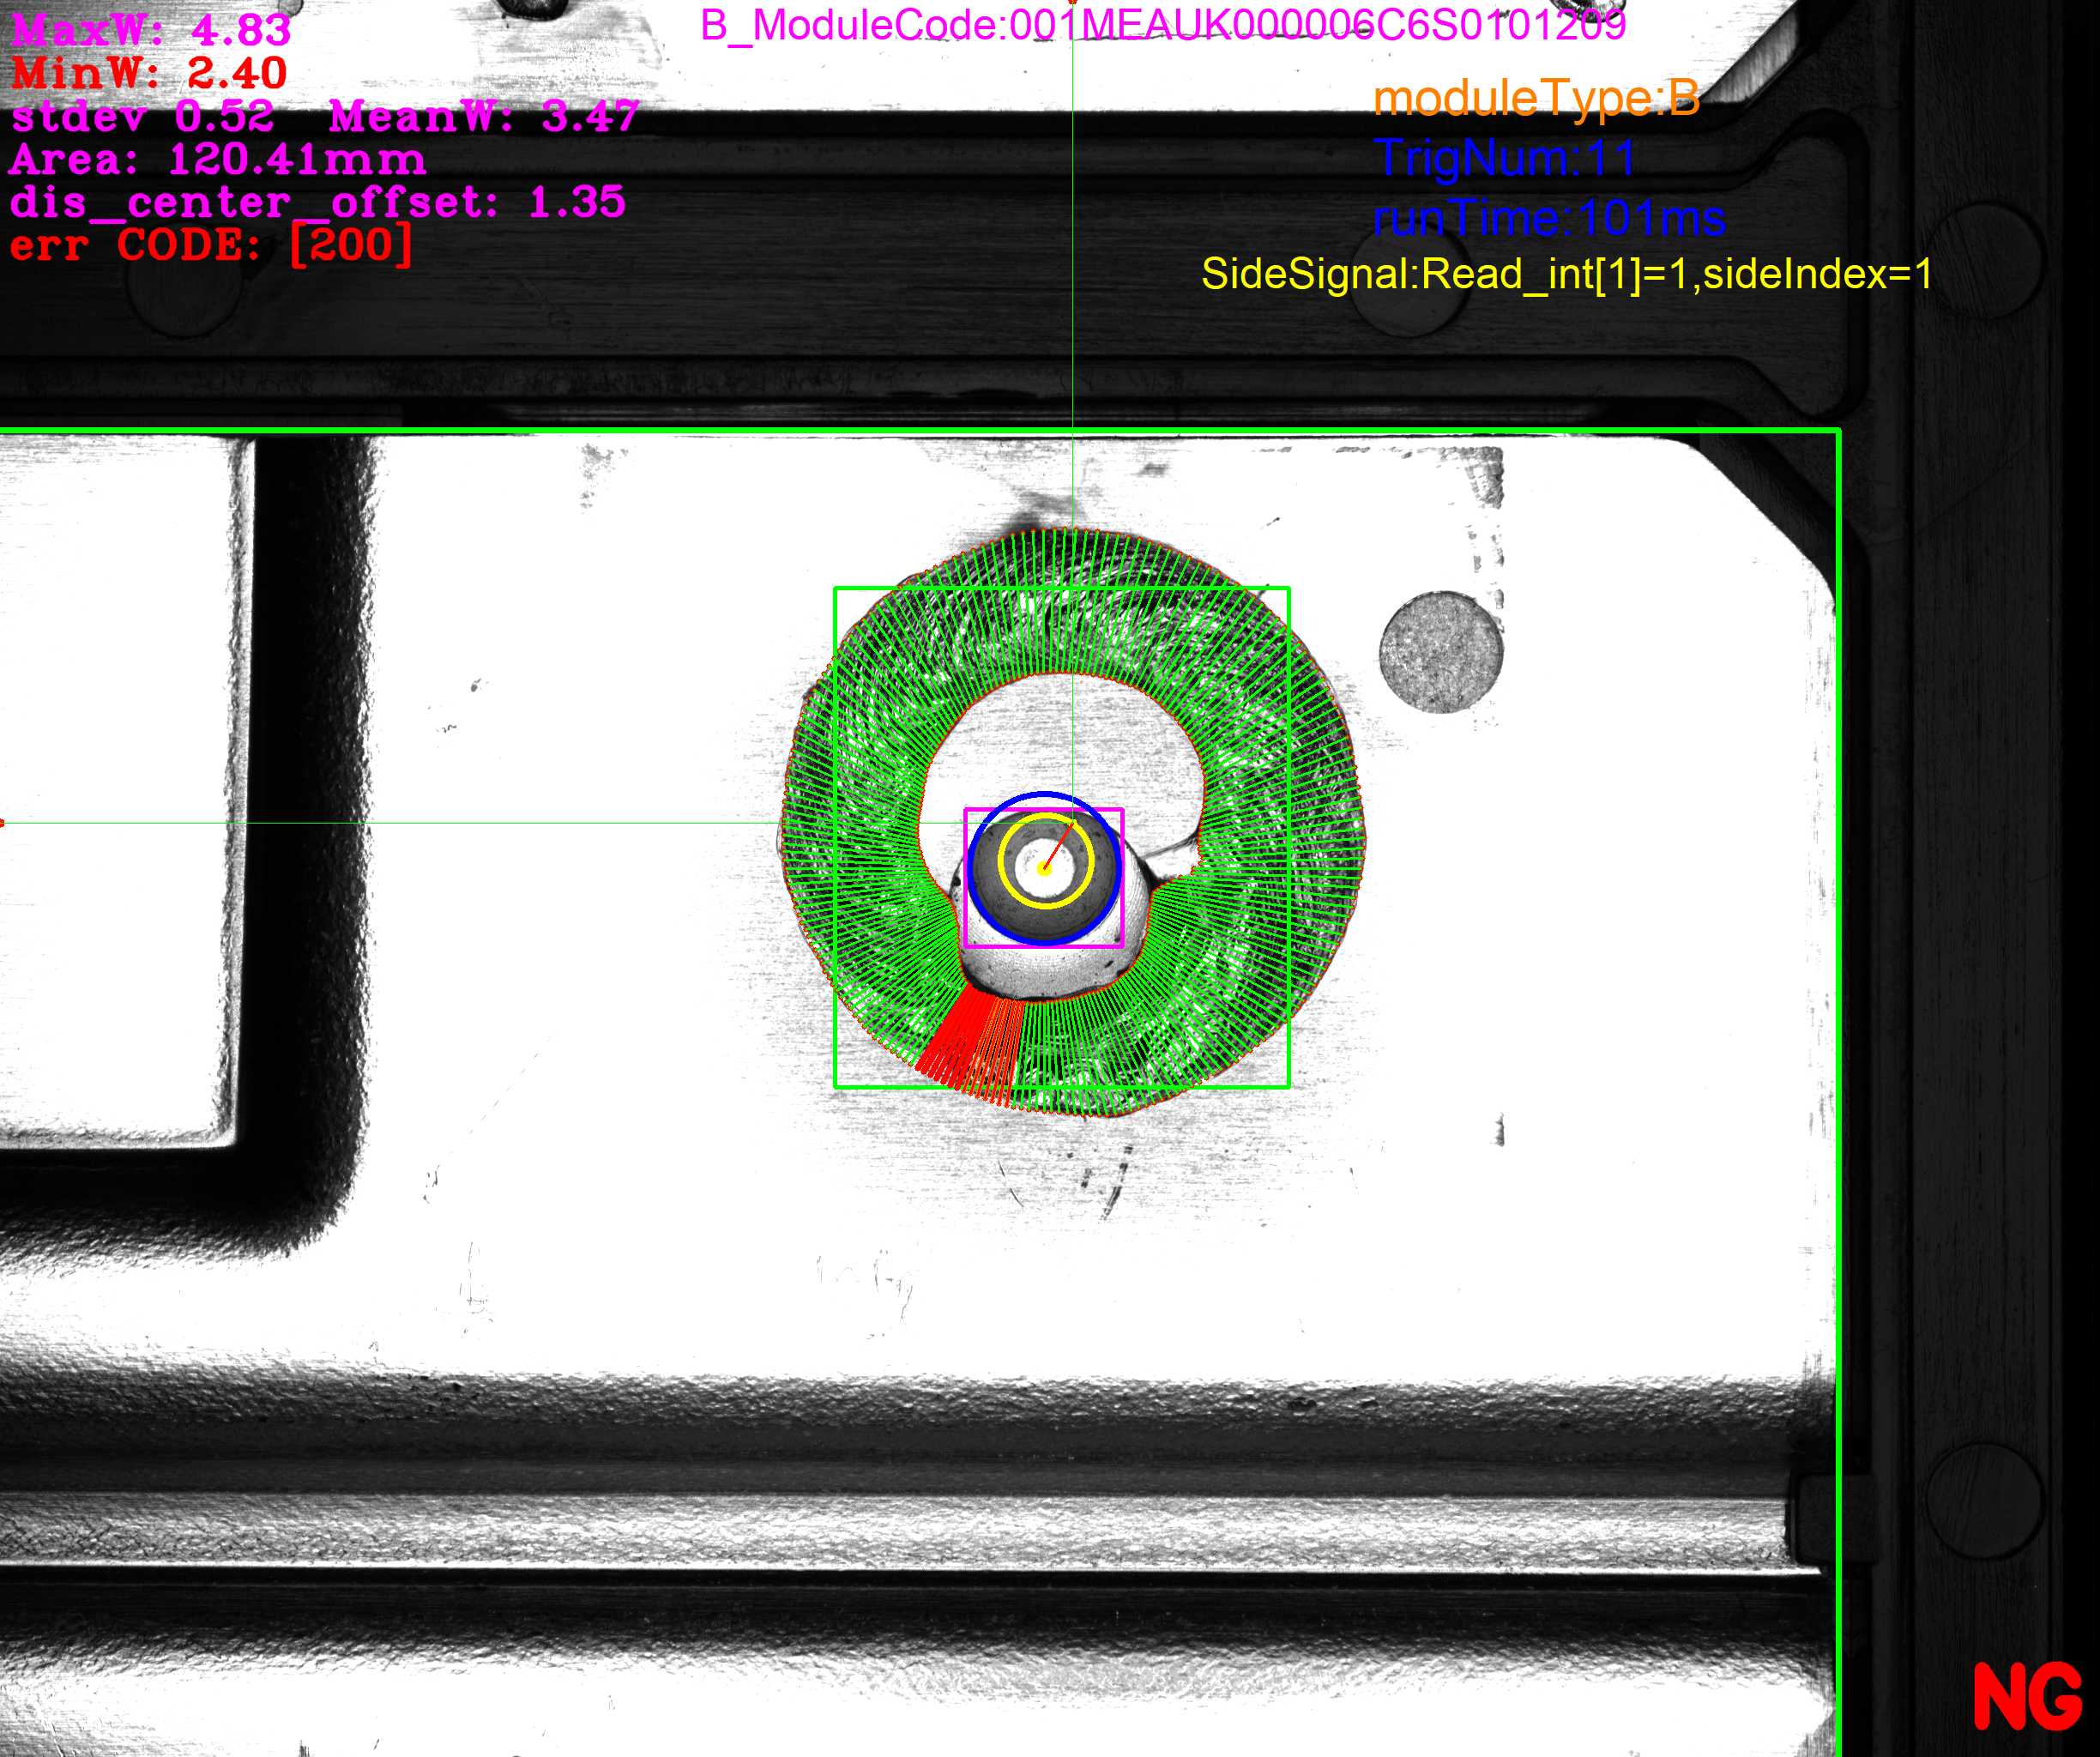 MaxW: 4.83
MinW: 2.40
stdev 0.52 MeanW: 3.47
Area: 120.41mm
dis_center_offset: 1.35
err CODE: [200]
B_ModuleCode:001MEAUK000006C6S0101209
moduleType:B
TrigNum:11
runTime:101ms
SideSignal:Read_int[1]=1,sideIndex=1
NG